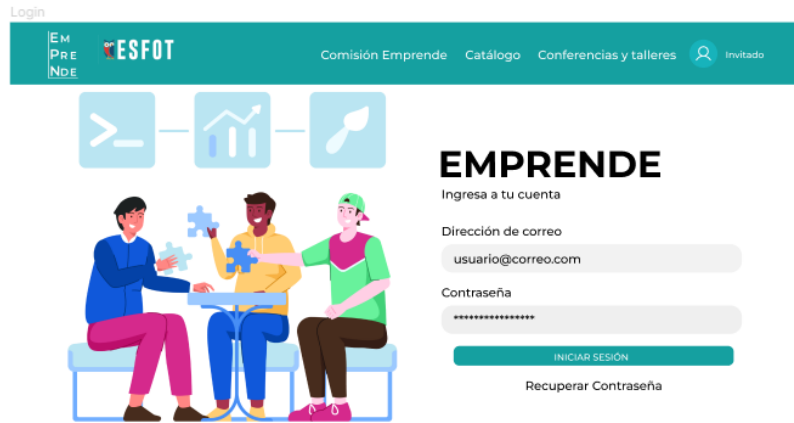 Login
EM
PRE
NDE
ESFOT
Comisión Emprende
Catálogo
Conferencias y talleres
Invitado
>_
EMPRENDE
Ingresa a tu cuenta
Dirección de correo
usuario@correo.com
Contraseña
****************
INICIAR SESIÓN
Recuperar Contraseña